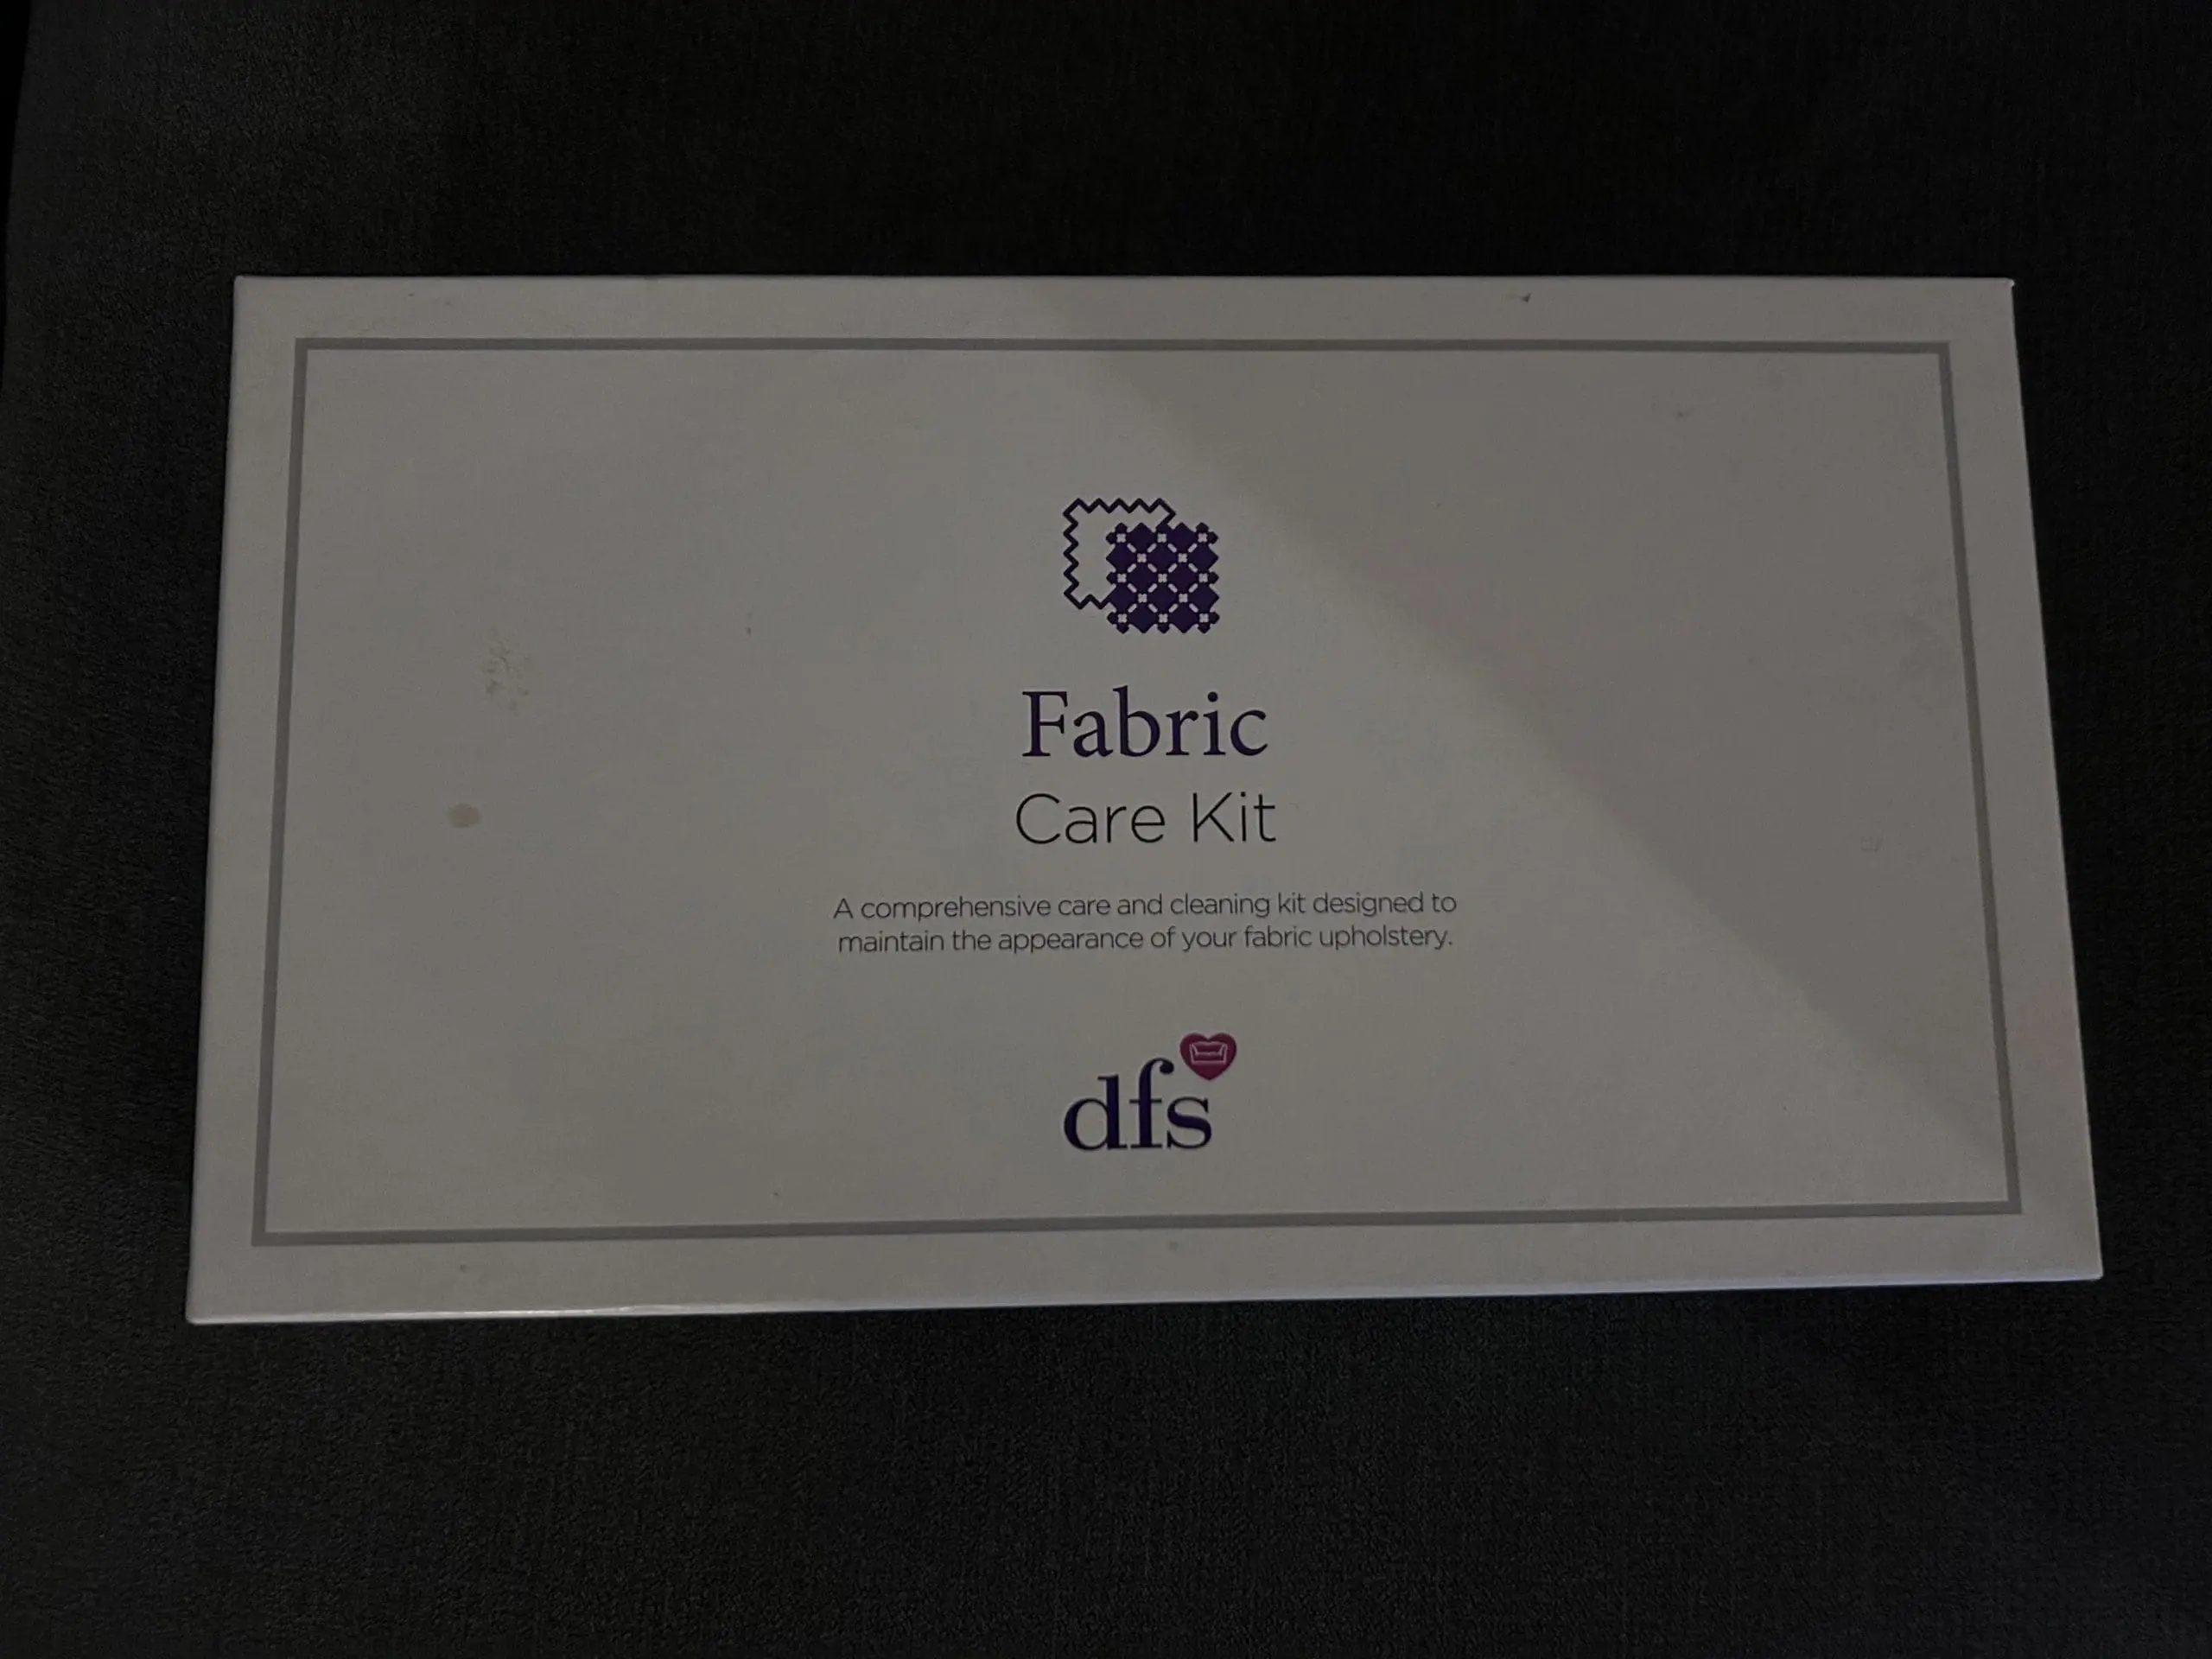 Fabric
Care Kit
A comprehensive care and cleaning kit designed to
maintain the appearance of your fabric upholstery.
dfs